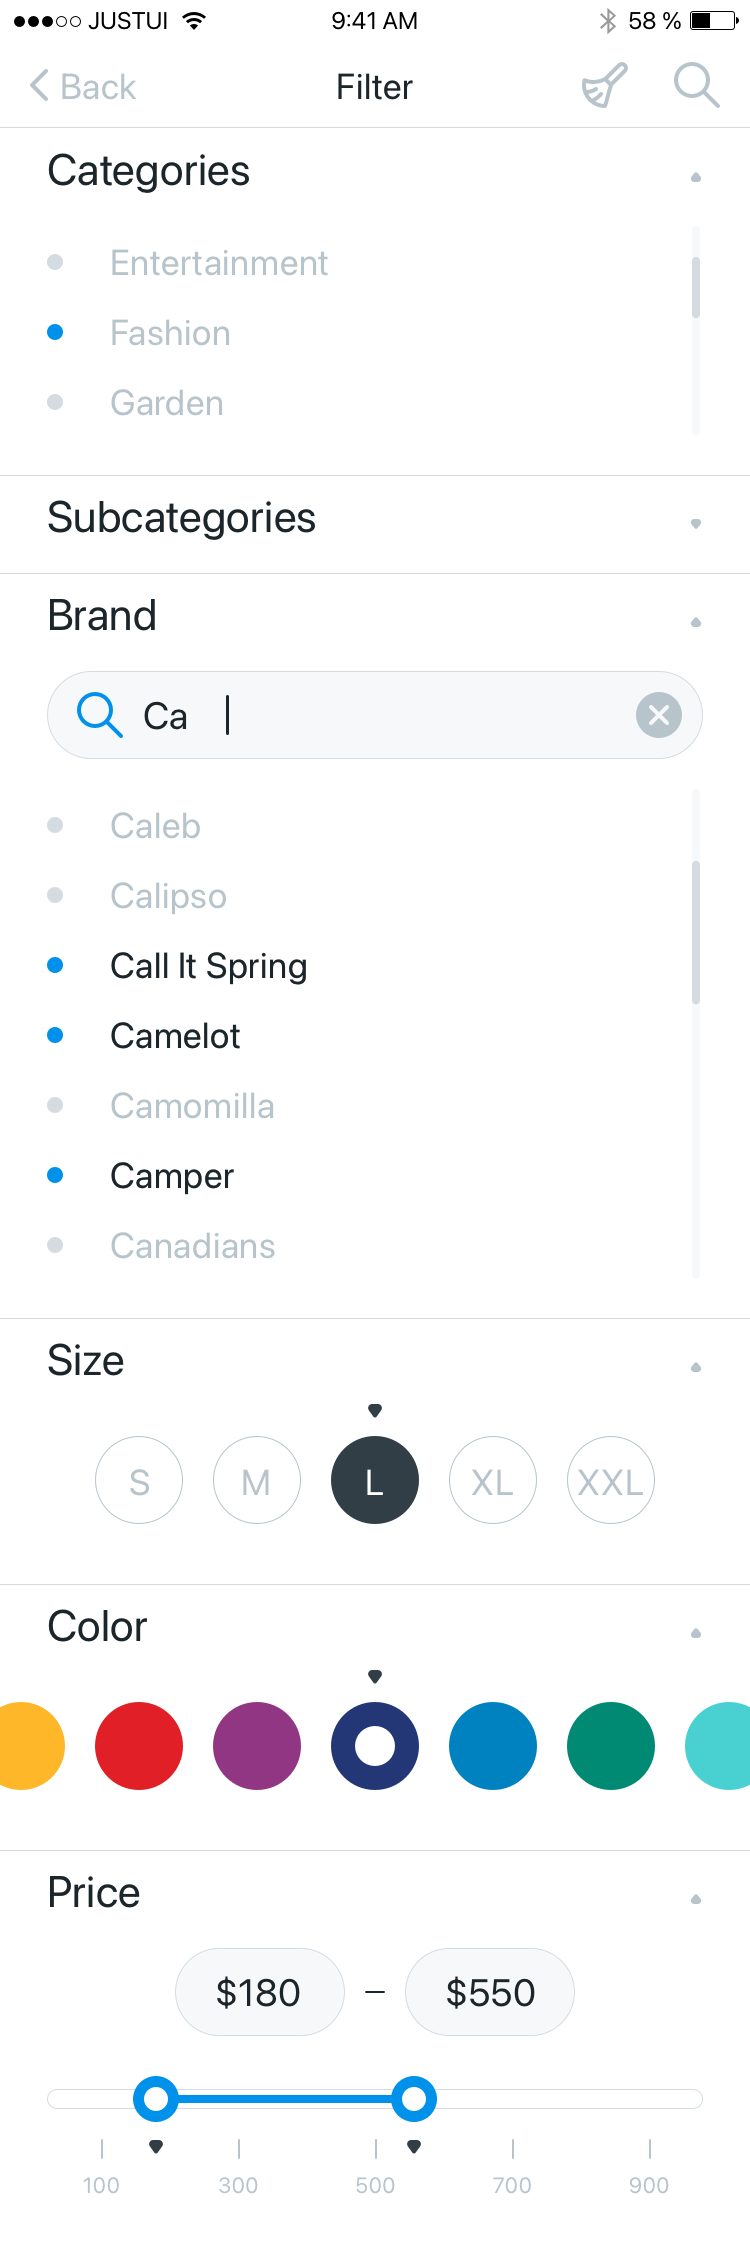 JUSTUI 9:41 AM 58 %
Back Filter
Categories
Entertainment
Fashion
Garden
Subcategories
Brand
Ca
Caleb
Calipso
Call It Spring
Camelot
Camomilla
Camper
Canadians
Size
S M L XL XXL
Color
Price
$180 – $550
100 300 500 700 900